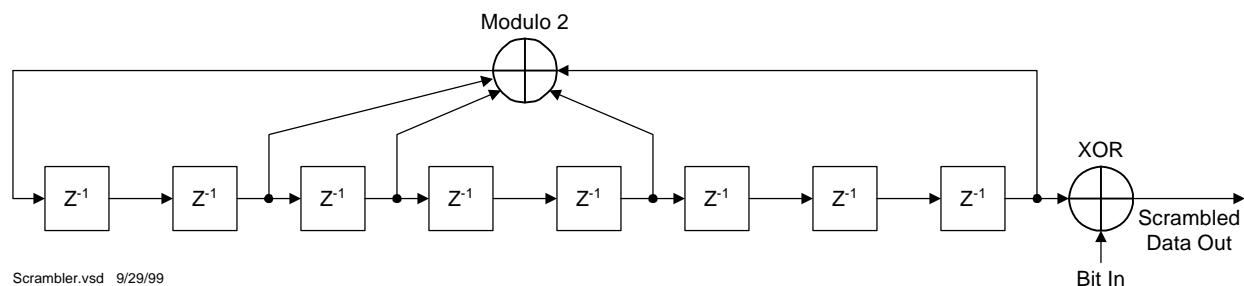 Modulo 2
XOR
Z-1 Z-1 Z-1 Z-1 Z-1 Z-1 Z-1 Z-1
Scrambled
Data Out
Scrambler.vsd 9/29/99
Bit In